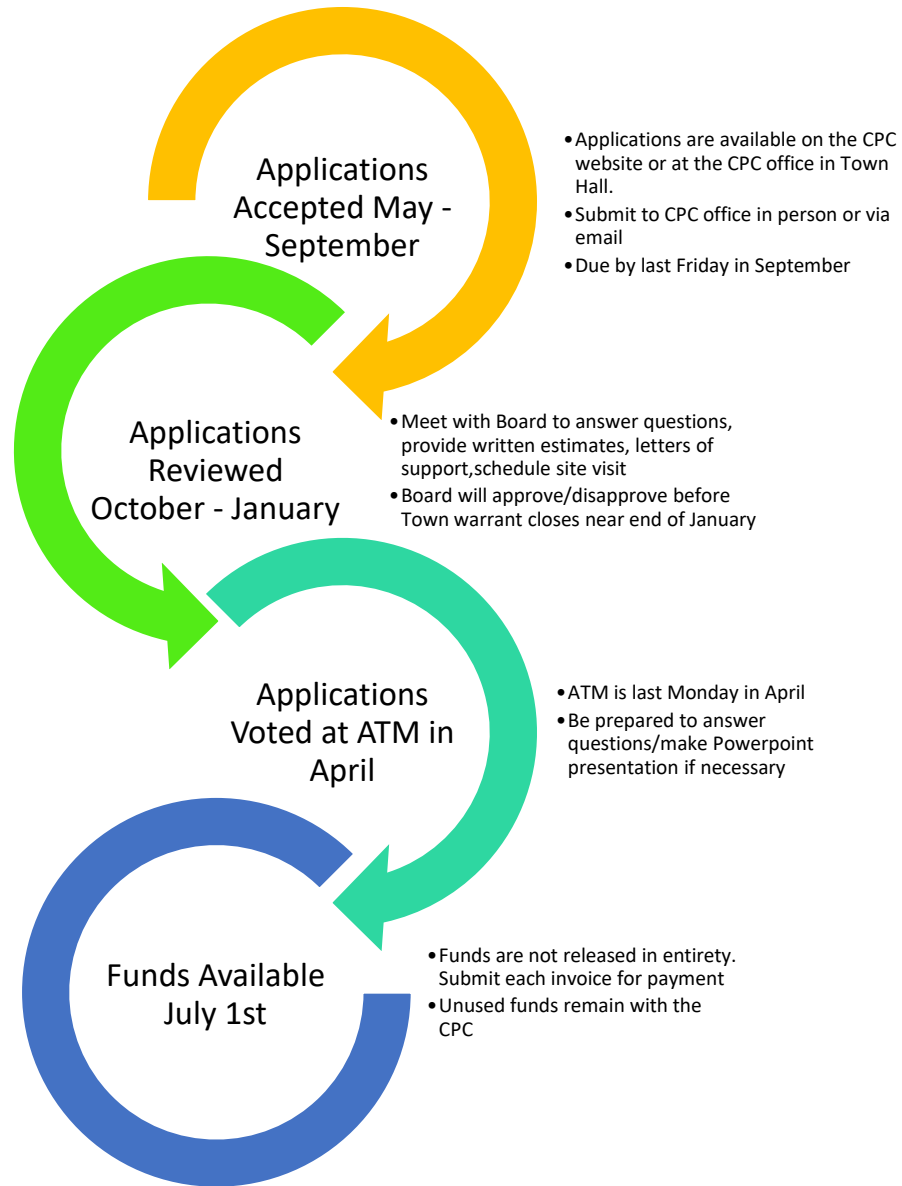 Applications
Accepted May -
September
•Applications are available on the CPC
website or at the CPC office in Town
Hall.
•Submit to CPC office in person or via
email
•Due by last Friday in September
Applications
Reviewed
October - January
•Meet with Board to answer questions,
provide written estimates, letters of
support,schedule site visit
•Board will approve/disapprove before
Town warrant closes near end of January
Applications
Voted at ATM in
April
•ATM is last Monday in April
•Be prepared to answer
questions/make Powerpoint
presentation if necessary
Funds Available
July 1st
•Funds are not released in entirety.
Submit each invoice for payment
•Unused funds remain with the
CPC